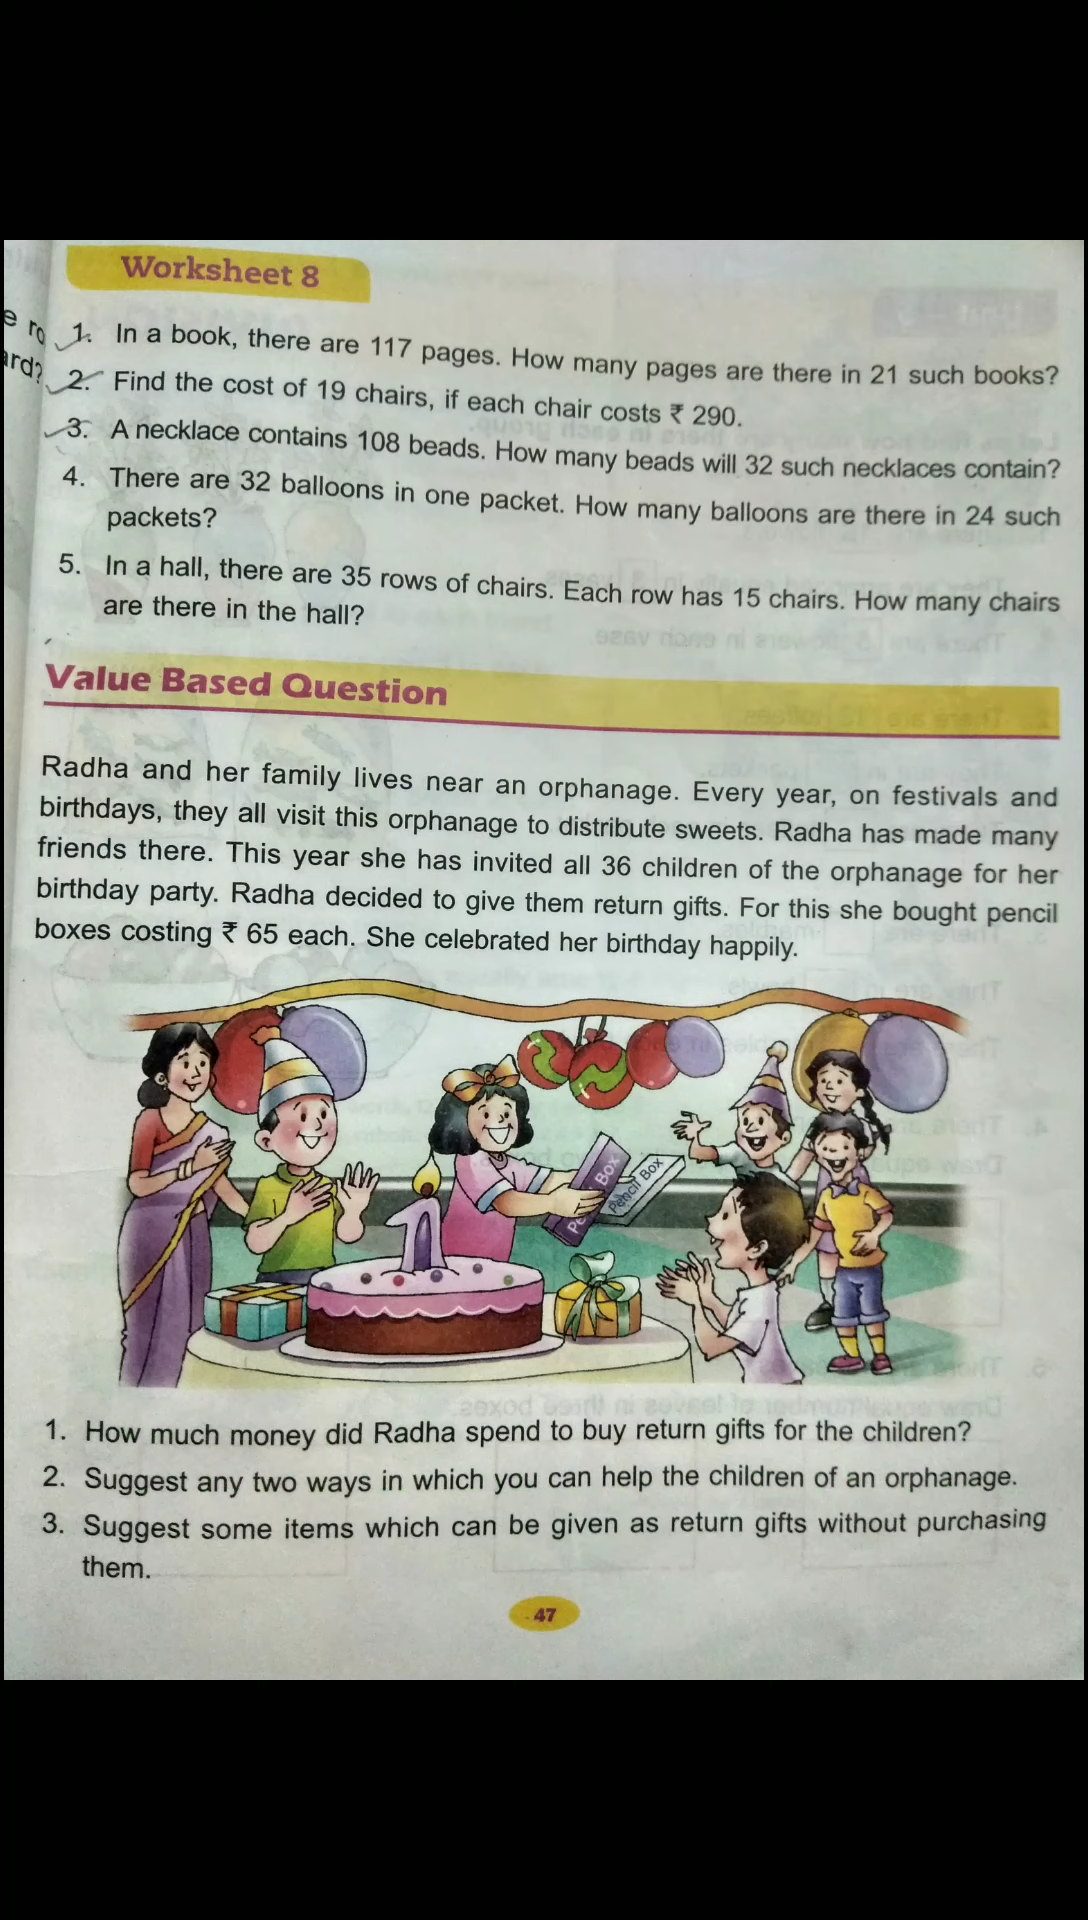 Worksheet 8
e ro
ard?
1. In a book, there are 117 pages. How many pages are there in 21 such books?
2. Find the cost of 19 chairs, if each chair costs ₹ 290.
3. A necklace contains 108 beads. How many beads will 32 such necklaces contain?
4. There are 32 balloons in one packet. How many balloons are there in 24 such
packets?
5. In a hall, there are 35 rows of chairs. Each row has 15 chairs. How many chairs
are there in the hall?
Value Based Question
Radha and her family lives near an orphanage. Every year, on festivals and
birthdays, they all visit this orphanage to distribute sweets. Radha has made many
friends there. This year she has invited all 36 children of the orphanage for her
birthday party. Radha decided to give them return gifts. For this she bought pencil
boxes costing ₹ 65 each. She celebrated her birthday happily.
Box
Pencil Box
1
1. How much money did Radha spend to buy return gifts for the children?
2. Suggest any two ways in which you can help the children of an orphanage.
3. Suggest some items which can be given as return gifts without purchasing
them.
47